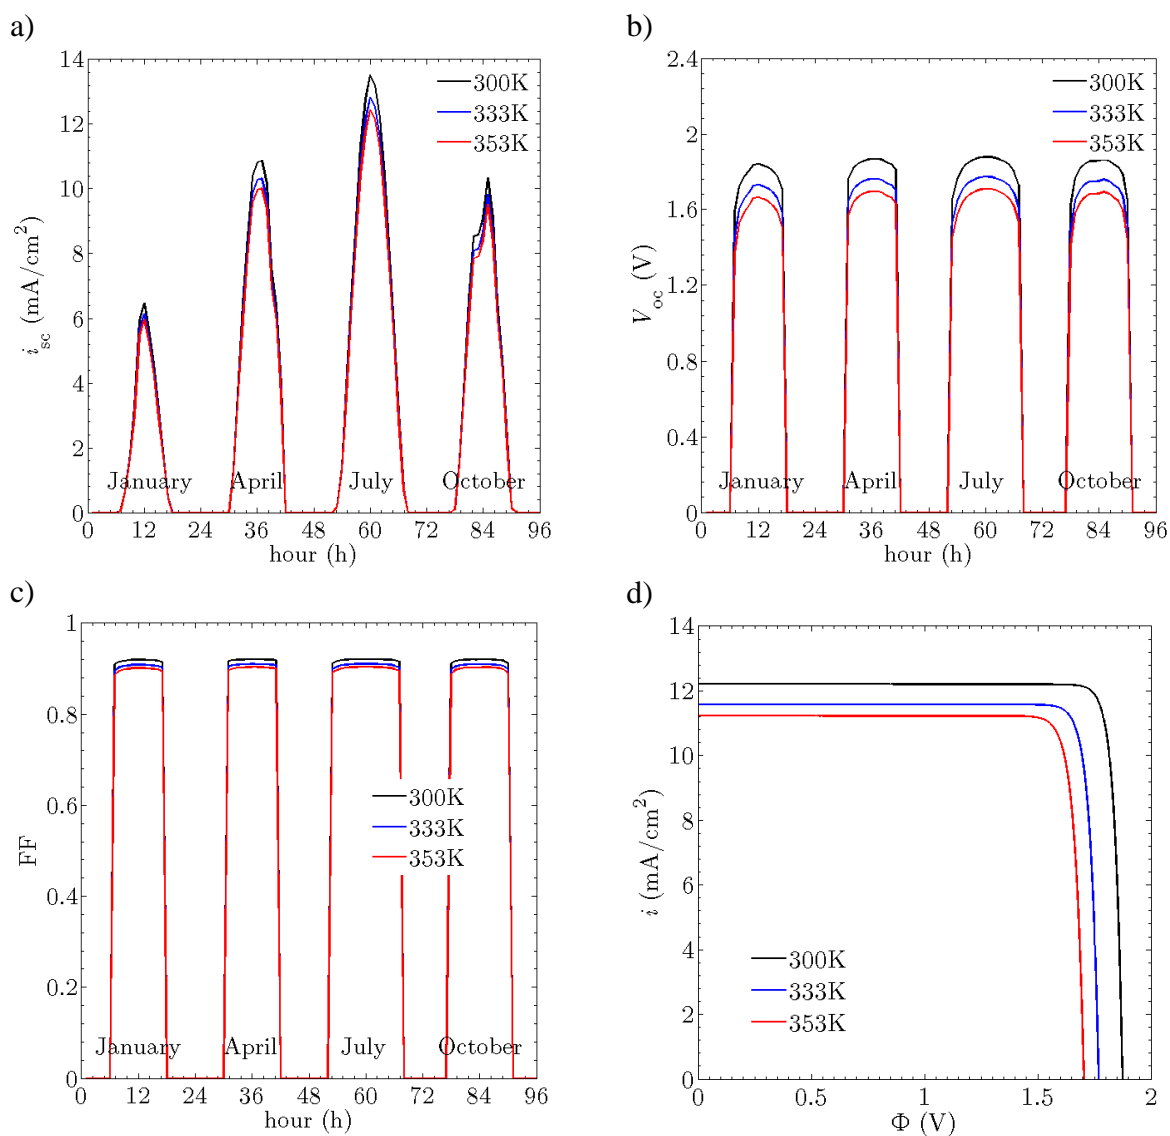 a)
14
12
10
8
6
4
2
0
i_sc (mA/cm²)
300K
333K
353K
January April July October
0 12 24 36 48 60 72 84 96
hour (h)
b)
2.4
2
1.6
1.2
0.8
0.4
0
V_oc (V)
300K
333K
353K
January April July October
0 12 24 36 48 60 72 84 96
hour (h)
c)
1
0.8
0.6
0.4
0.2
0
FF
300K
333K
353K
January April July October
0 12 24 36 48 60 72 84 96
hour (h)
d)
14
12
10
8
6
4
2
0
i (mA/cm²)
300K
333K
353K
0 0.5 1 1.5 2
Φ (V)